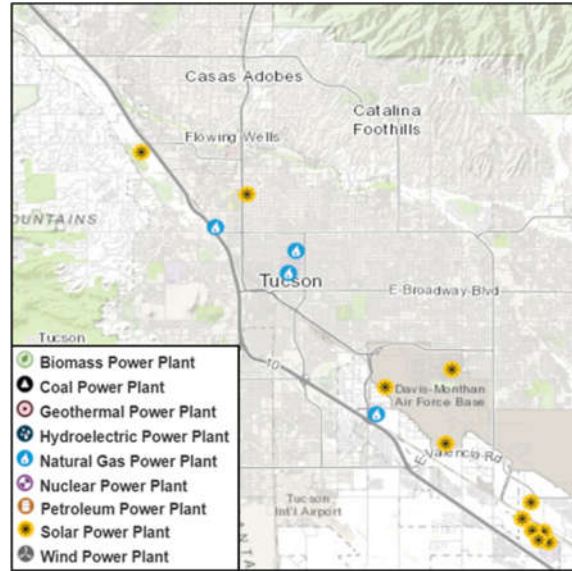 Casas Adobes
Catalina
Foothills
Flowing Wells
OUNTAINS
Tucson
E Broadway Blvd
Tucson
10
Davis-Monthan
Air Force Base
E Valencia Rd
Tucson
Int'l Airport
ANTA
Biomass Power Plant
Coal Power Plant
Geothermal Power Plant
Hydroelectric Power Plant
Natural Gas Power Plant
Nuclear Power Plant
Petroleum Power Plant
Solar Power Plant
Wind Power Plant